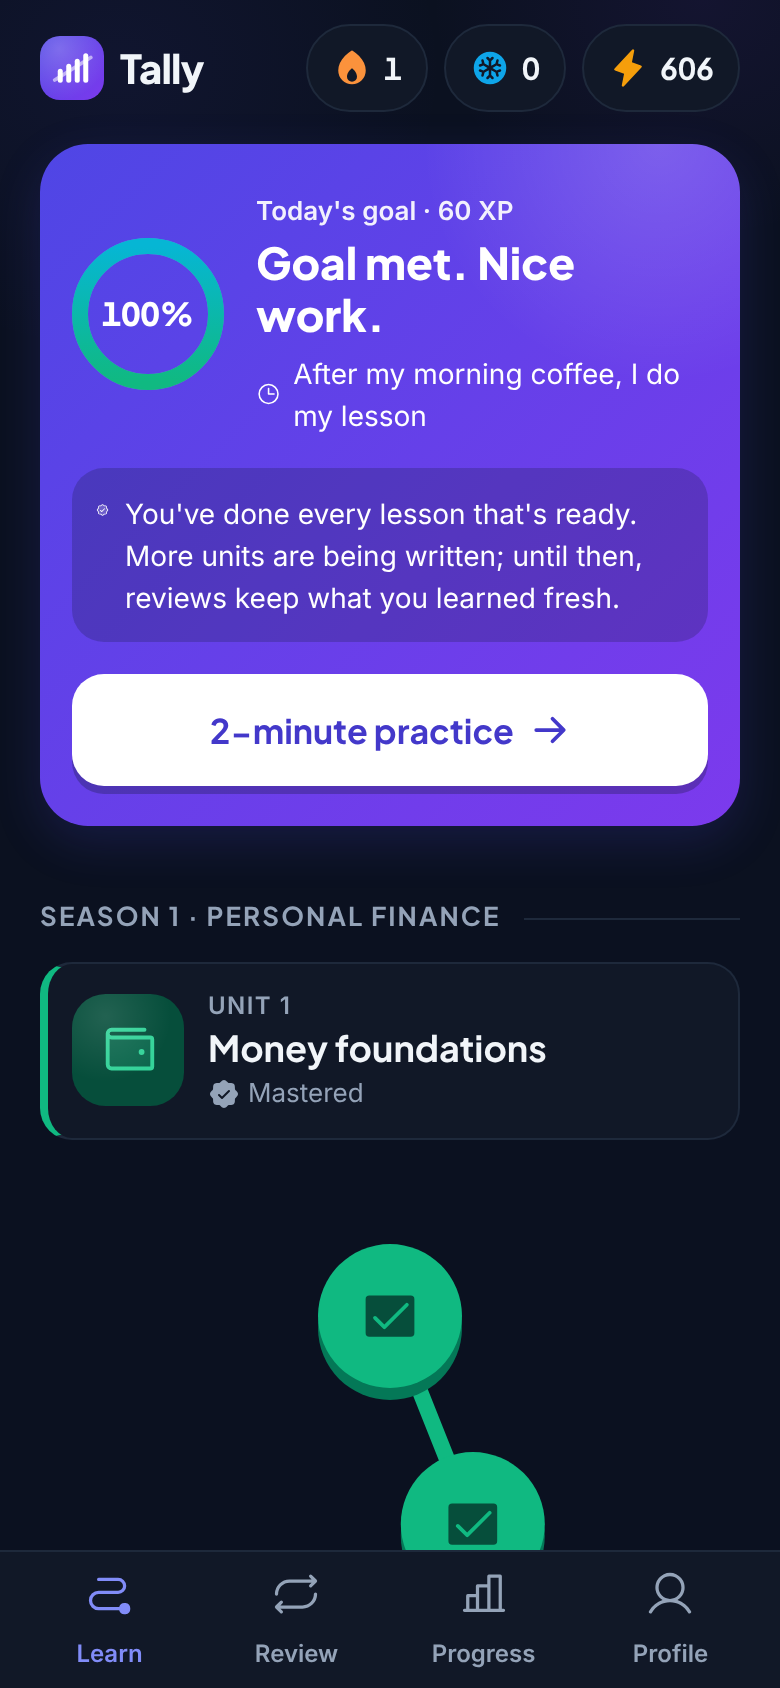 Tally
1
0
606
Today's goal · 60 XP
100%
Goal met. Nice
work.
After my morning coffee, I do
my lesson
You've done every lesson that's ready.
More units are being written; until then,
reviews keep what you learned fresh.
2-minute practice
SEASON 1 · PERSONAL FINANCE
UNIT 1
Money foundations
Mastered
Learn
Review
Progress
Profile